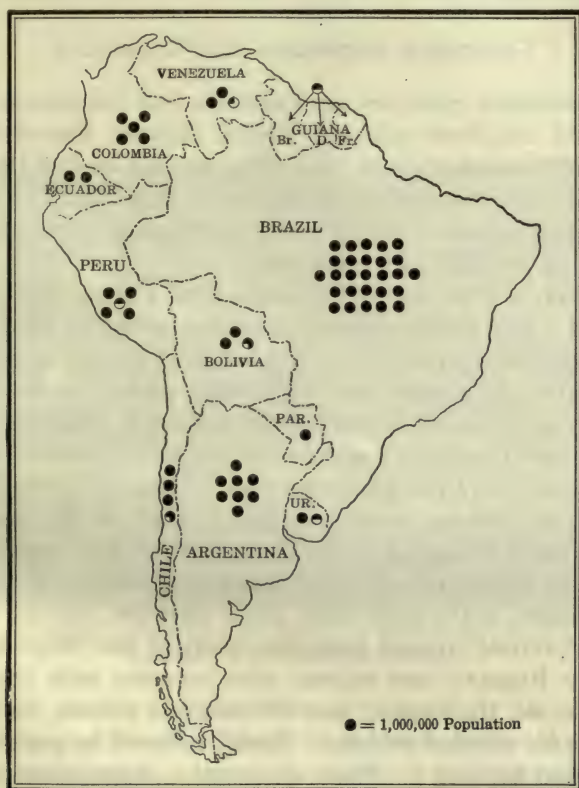 VENEZUELA
GUIANA
Br. D. Fr.
COLOMBIA
ECUADOR
BRAZIL
PERU
BOLIVIA
PAR.
UR.
ARGENTINA
CHILE
= 1,000,000 Population